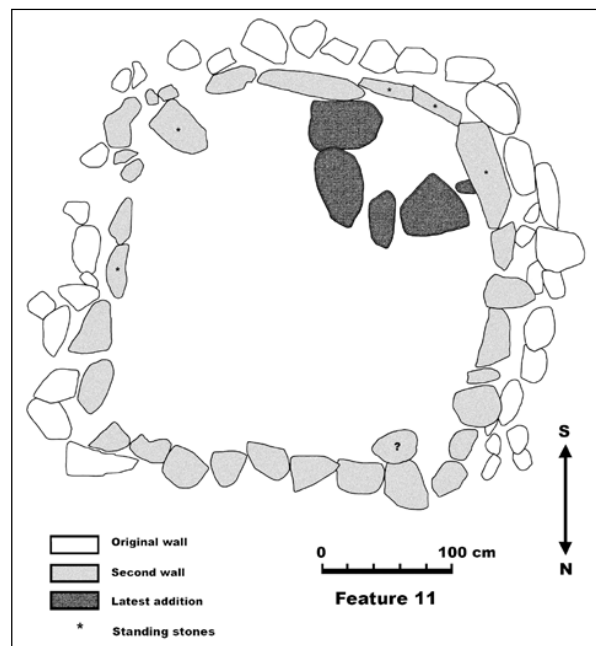 *
*
*
*
*
?
S
N
Original wall
Second wall
Latest addition
* Standing stones
0 100 cm
Feature 11